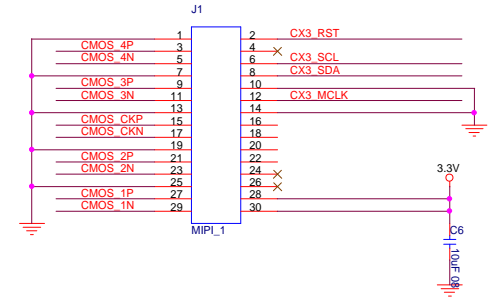 J1
1 2 CX3_RST
CMOS_4P 3 4
CMOS_4N 5 6 CX3_SCL
7 8 CX3_SDA
CMOS_3P 9 10
CMOS_3N 11 12 CX3_MCLK
13 14
CMOS_CKP 15 16
CMOS_CKN 17 18
19 20
CMOS_2P 21 22
CMOS_2N 23 24
25 26
CMOS_1P 27 28
CMOS_1N 29 30
MIPI_1
3.3V
C6
10uF